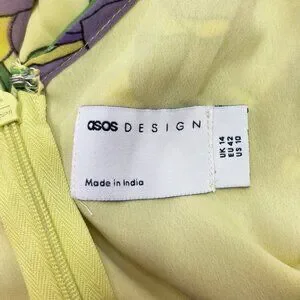 asos DESIGN
Made in India
UK 14
EU 42
US 10